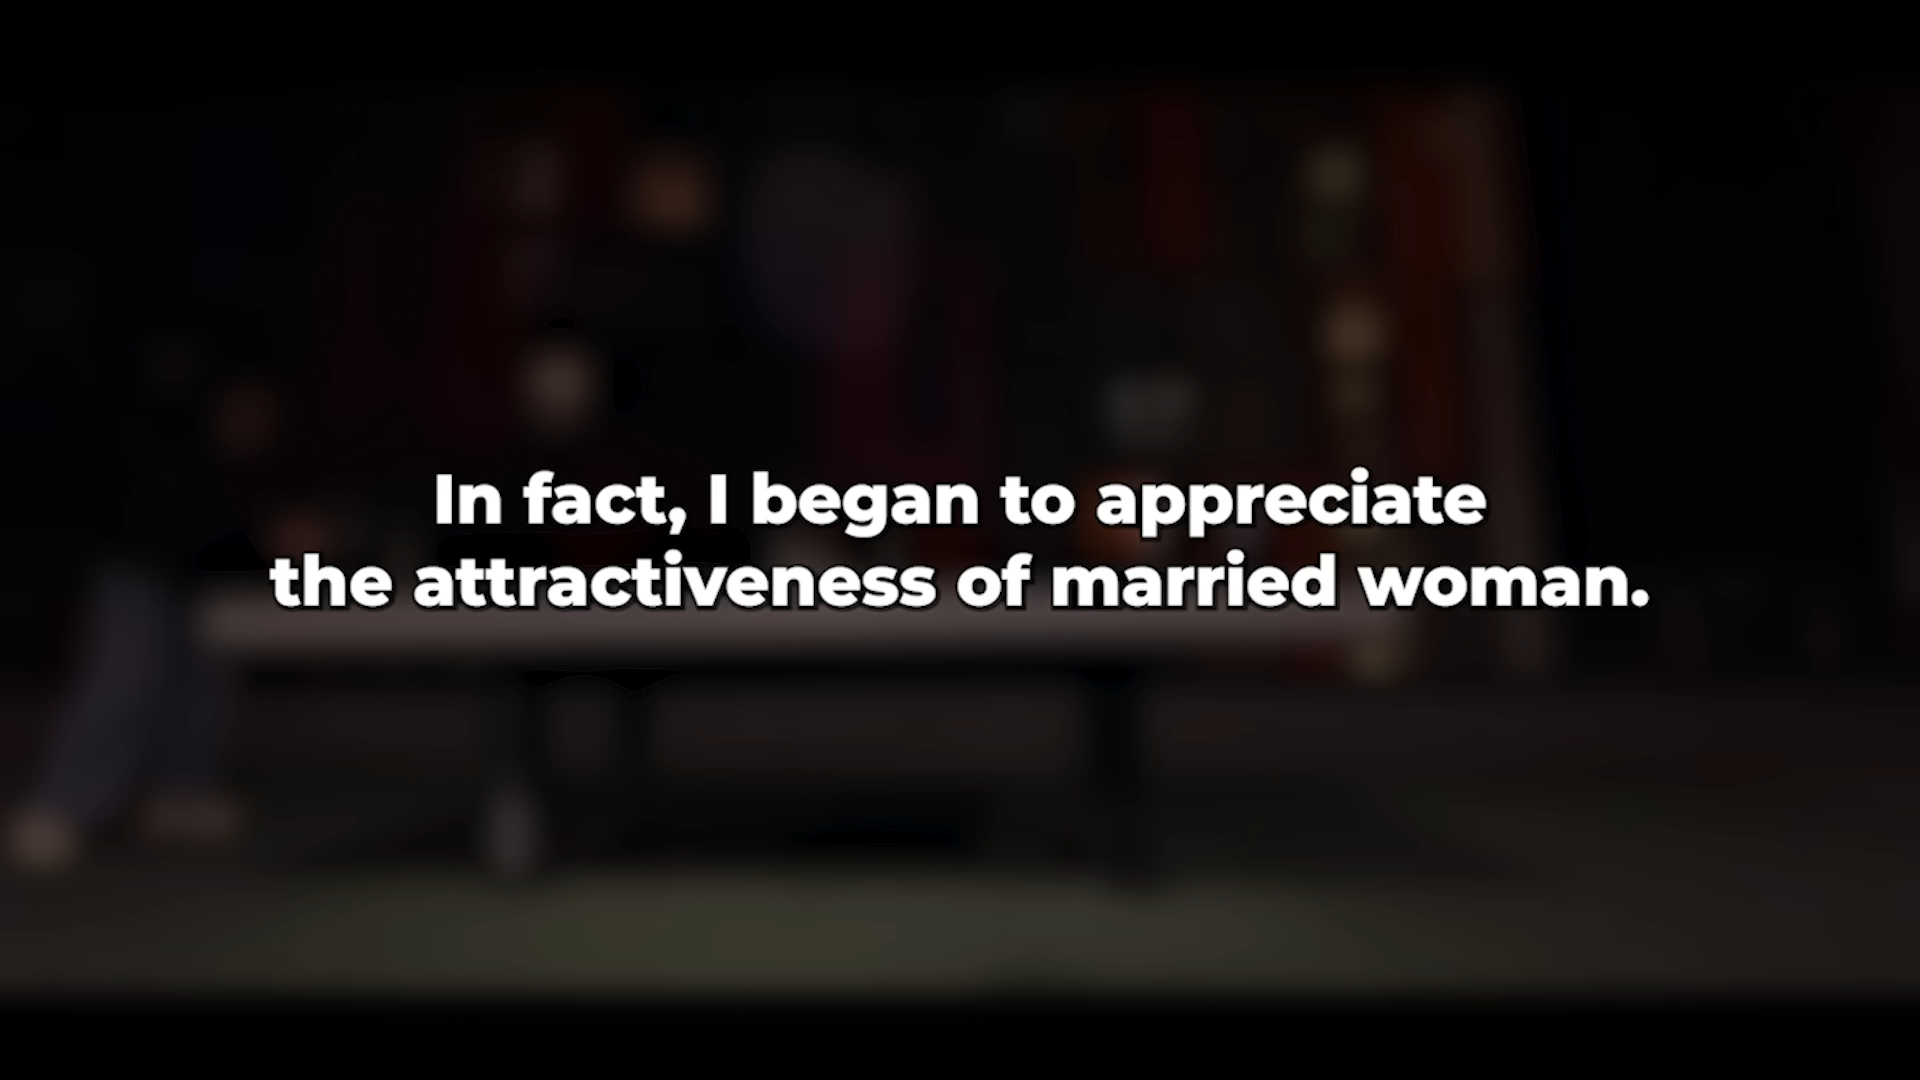 In fact, I began to appreciate
the attractiveness of married woman.